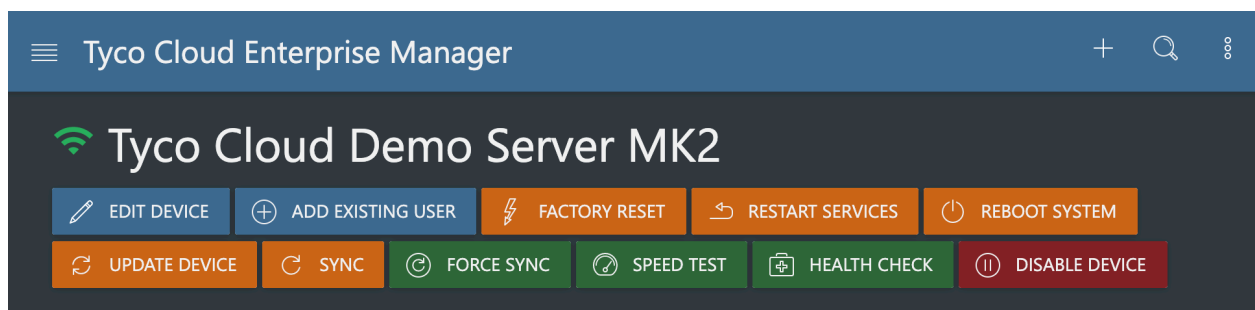 Tyco Cloud Enterprise Manager
Tyco Cloud Demo Server MK2
EDIT DEVICE ADD EXISTING USER FACTORY RESET RESTART SERVICES REBOOT SYSTEM
UPDATE DEVICE SYNC FORCE SYNC SPEED TEST HEALTH CHECK DISABLE DEVICE